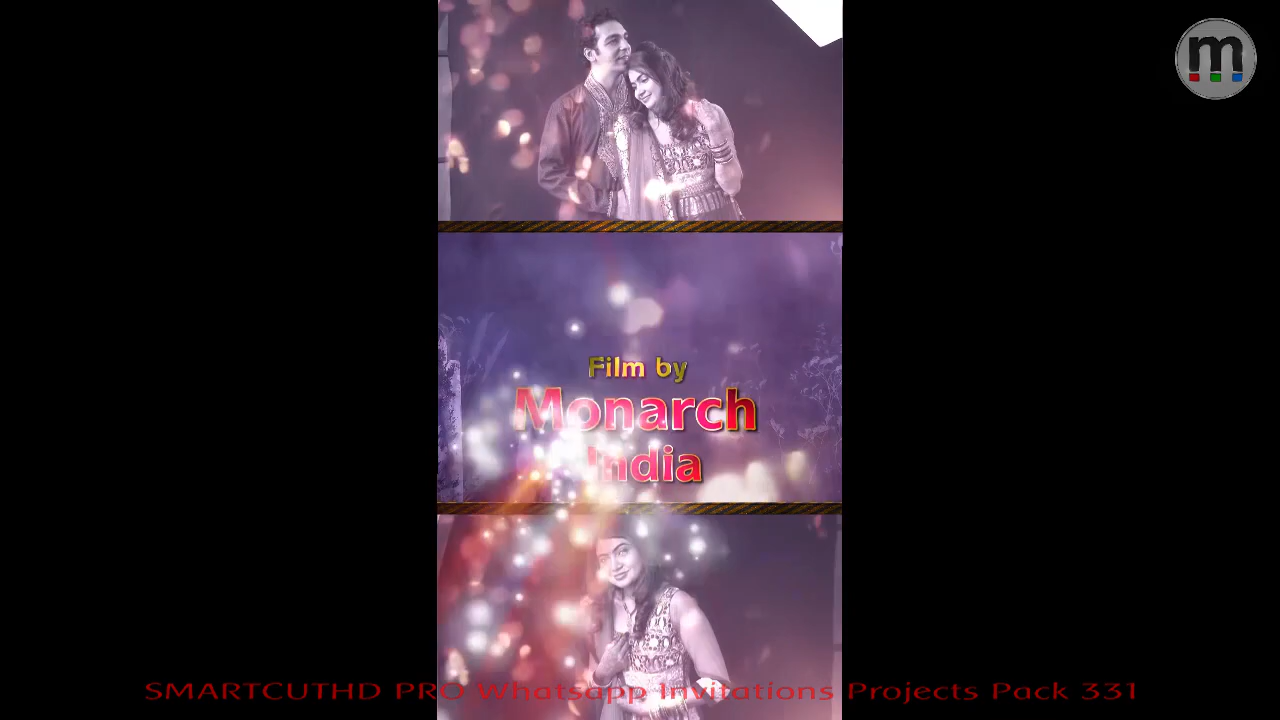 m
Film by
Monarch
India
SMARTCUTHD PRO Whatsapp Invitations Projects Pack 331